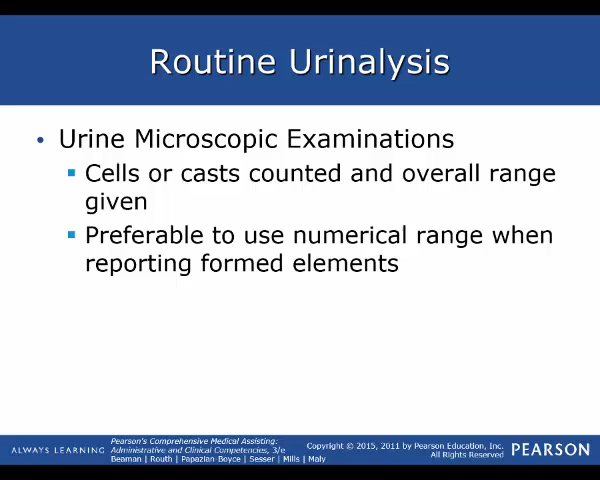 Routine Urinalysis
• Urine Microscopic Examinations
▪ Cells or casts counted and overall range
given
▪ Preferable to use numerical range when
reporting formed elements
ALWAYS LEARNING
Pearson's Comprehensive Medical Assisting:
Administrative and Clinical Competencies, 3/e
Beaman | Routh | Papazian Boyce | Sesser | Mills | Maly
Copyright © 2015, 2011 by Pearson Education, Inc.
All Rights Reserved
PEARSON